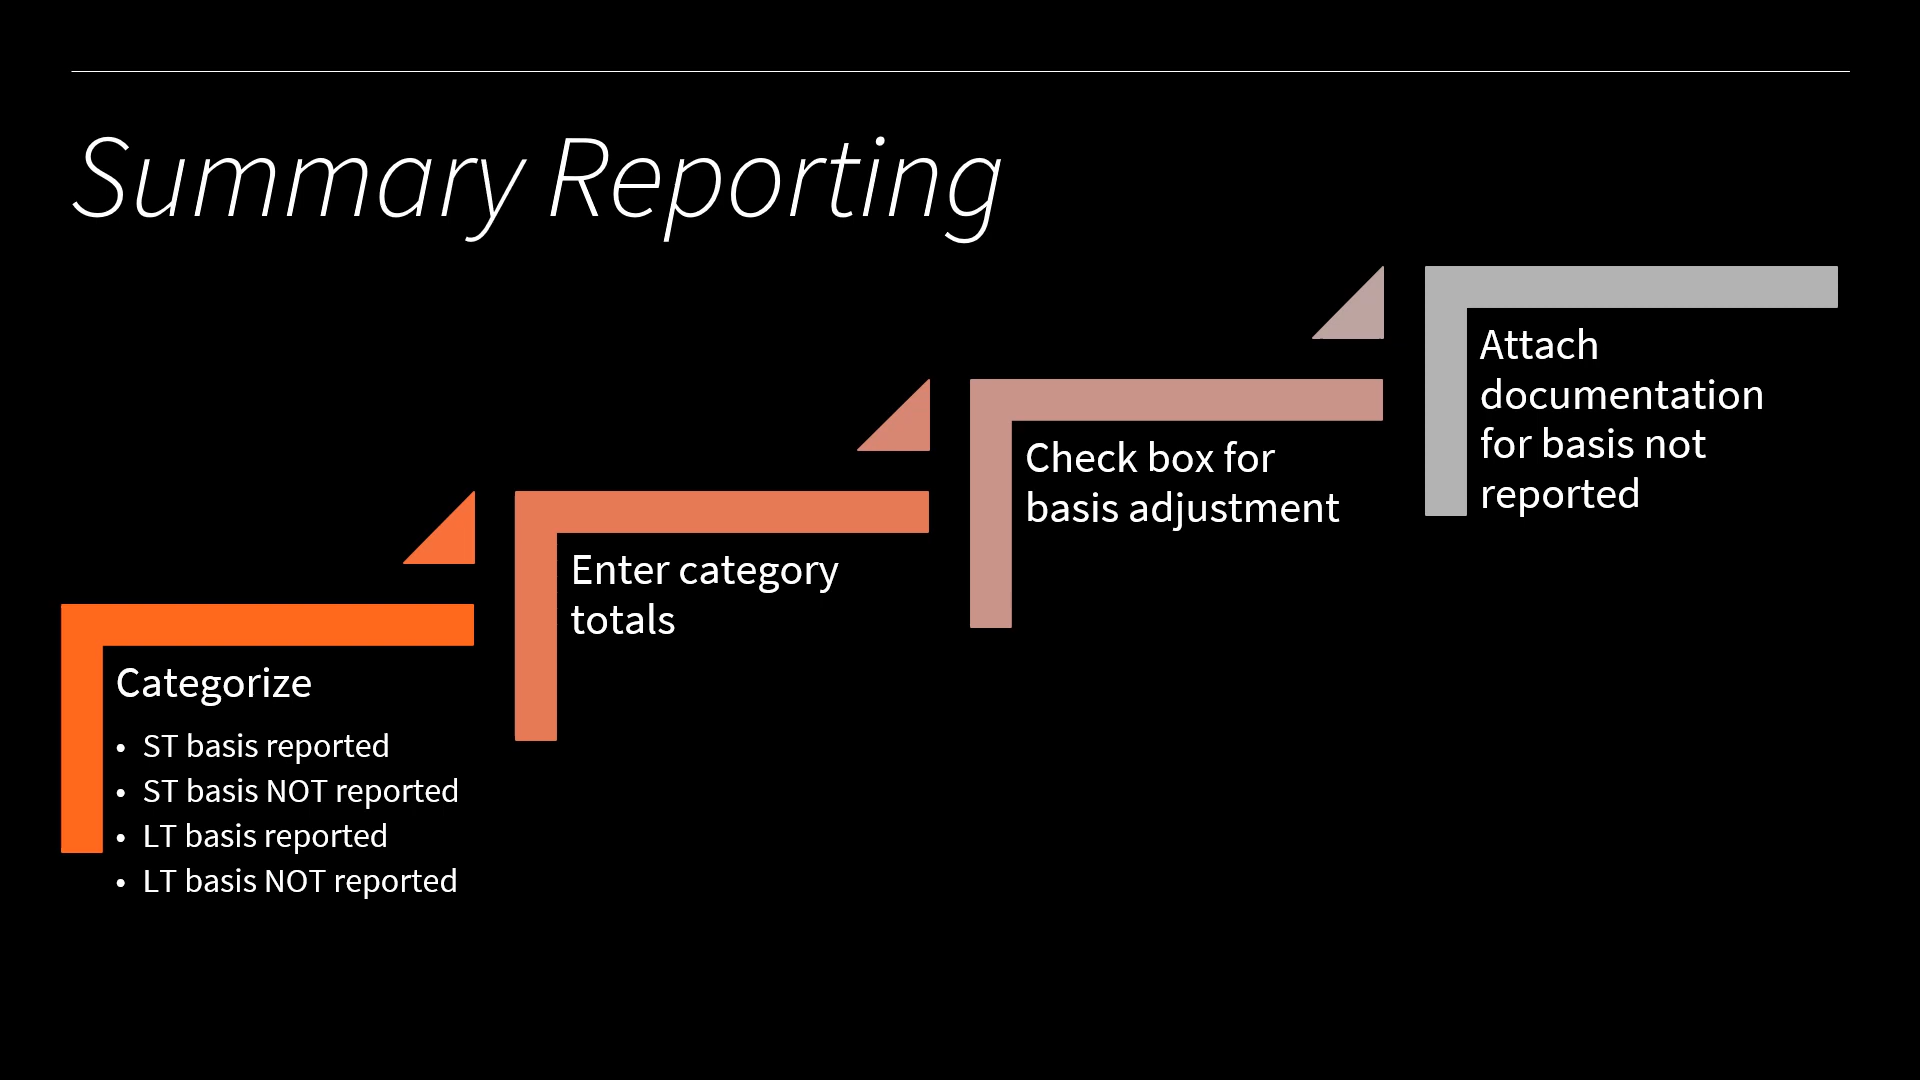 Summary Reporting
Categorize
• ST basis reported
• ST basis NOT reported
• LT basis reported
• LT basis NOT reported
Enter category
totals
Check box for
basis adjustment
Attach
documentation
for basis not
reported